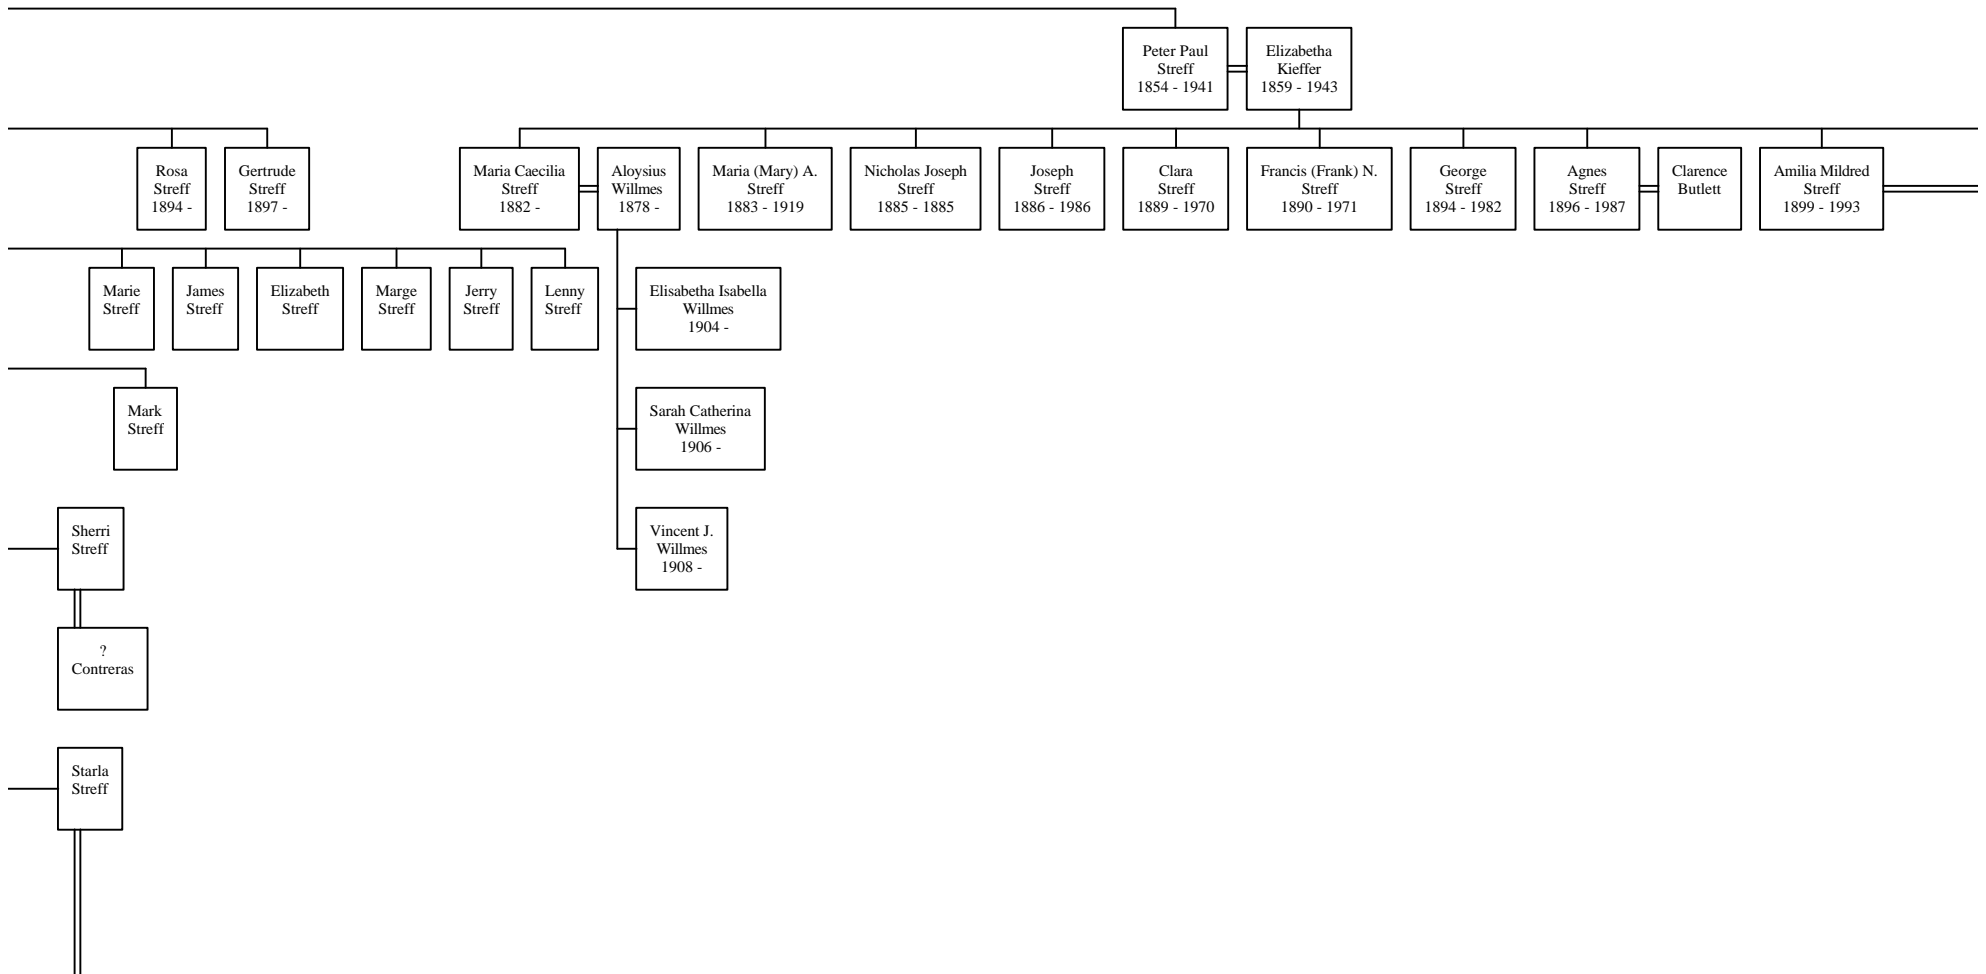 Peter Paul
Streff
1854 - 1941
Elizabetha
Kieffer
1859 - 1943
Rosa
Streff
1894 -
Gertrude
Streff
1897 -
Maria Caecilia
Streff
1882 -
Aloysius
Willmes
1878 -
Maria (Mary) A.
Streff
1883 - 1919
Nicholas Joseph
Streff
1885 - 1885
Joseph
Streff
1886 - 1986
Clara
Streff
1889 - 1970
Francis (Frank) N.
Streff
1890 - 1971
George
Streff
1894 - 1982
Agnes
Streff
1896 - 1987
Clarence
Butlett
Amilia Mildred
Streff
1899 - 1993
Marie
Streff
James
Streff
Elizabeth
Streff
Marge
Streff
Jerry
Streff
Lenny
Streff
Elisabetha Isabella
Willmes
1904 -
Mark
Streff
Sarah Catherina
Willmes
1906 -
Sherri
Streff
Vincent J.
Willmes
1908 -
?
Contreras
Starla
Streff